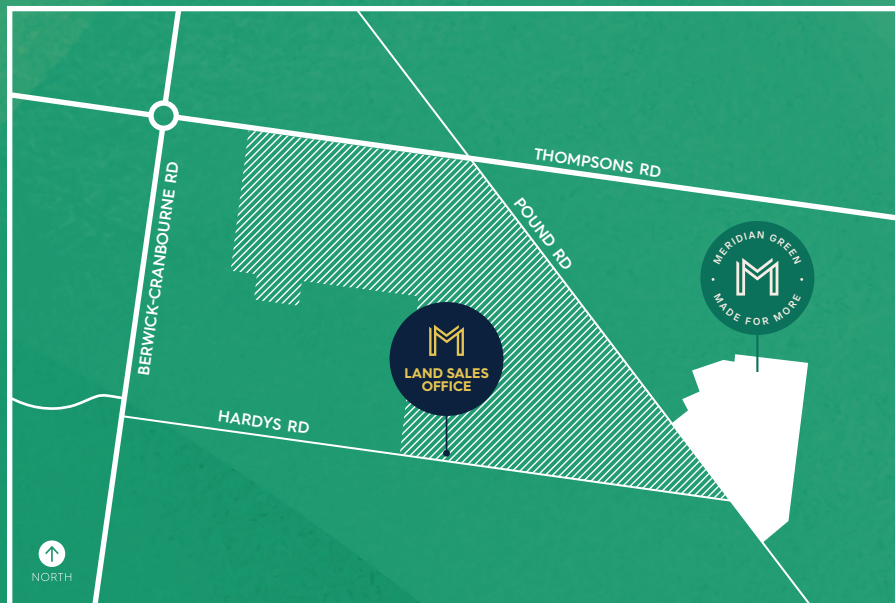 THOMPSONS RD
BERWICK-CRANBOURNE RD
POUND RD
MERIDIAN GREEN
M
MADE FOR MORE
M
LAND SALES
OFFICE
HARDYS RD
NORTH